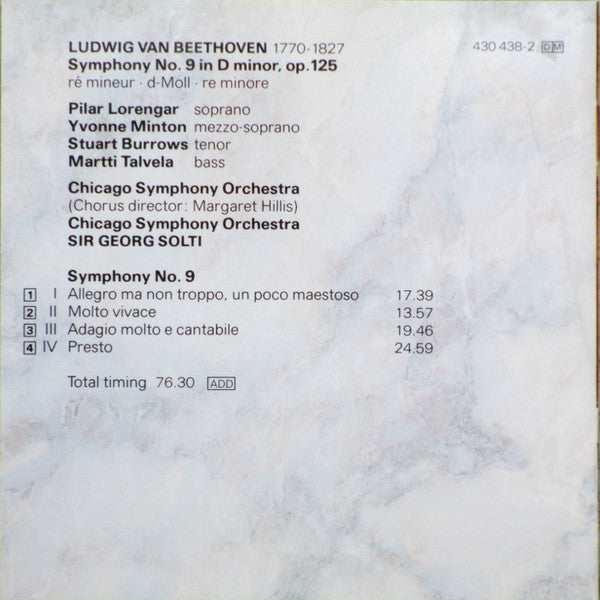 LUDWIG VAN BEETHOVEN 1770-1827 430 438-2 DM
Symphony No. 9 in D minor, op.125
ré mineur · d-Moll · re minore
Pilar Lorengar soprano
Yvonne Minton mezzo-soprano
Stuart Burrows tenor
Martti Talvela bass
Chicago Symphony Orchestra
(Chorus director: Margaret Hillis)
Chicago Symphony Orchestra
SIR GEORG SOLTI
Symphony No. 9
1 I Allegro ma non troppo, un poco maestoso 17.39
2 II Molto vivace 13.57
3 III Adagio molto e cantabile 19.46
4 IV Presto 24.59
Total timing 76.30 ADD